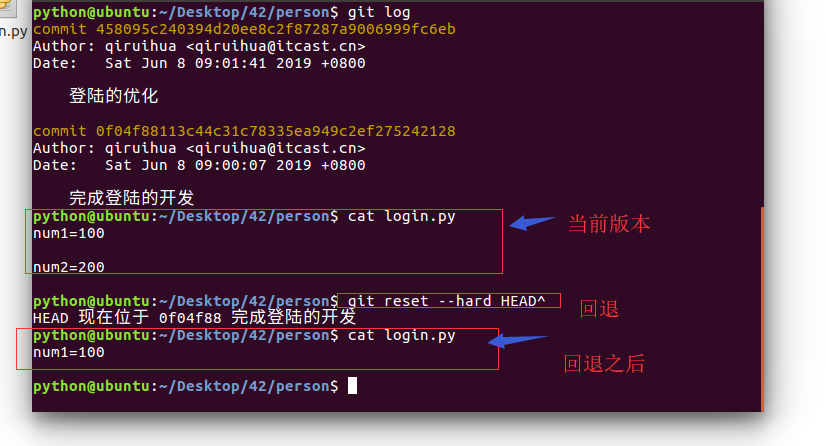 python@ubuntu:~/Desktop/42/person$ git log
n.py
commit 458095c240394d20ee8c2f87287a9006999fc6eb
Author: qiruihua <qiruihua@itcast.cn>
Date:   Sat Jun 8 09:01:41 2019 +0800
登陆的优化
commit 0f04f88113c44c31c78335ea949c2ef275242128
Author: qiruihua <qiruihua@itcast.cn>
Date:   Sat Jun 8 09:00:07 2019 +0800
完成登陆的开发
python@ubuntu:~/Desktop/42/person$ cat login.py
当前版本
num1=100
num2=200
python@ubuntu:~/Desktop/42/person$ git reset --hard HEAD^
回退
HEAD 现在位于 0f04f88 完成登陆的开发
python@ubuntu:~/Desktop/42/person$ cat login.py
num1=100
回退之后
python@ubuntu:~/Desktop/42/person$